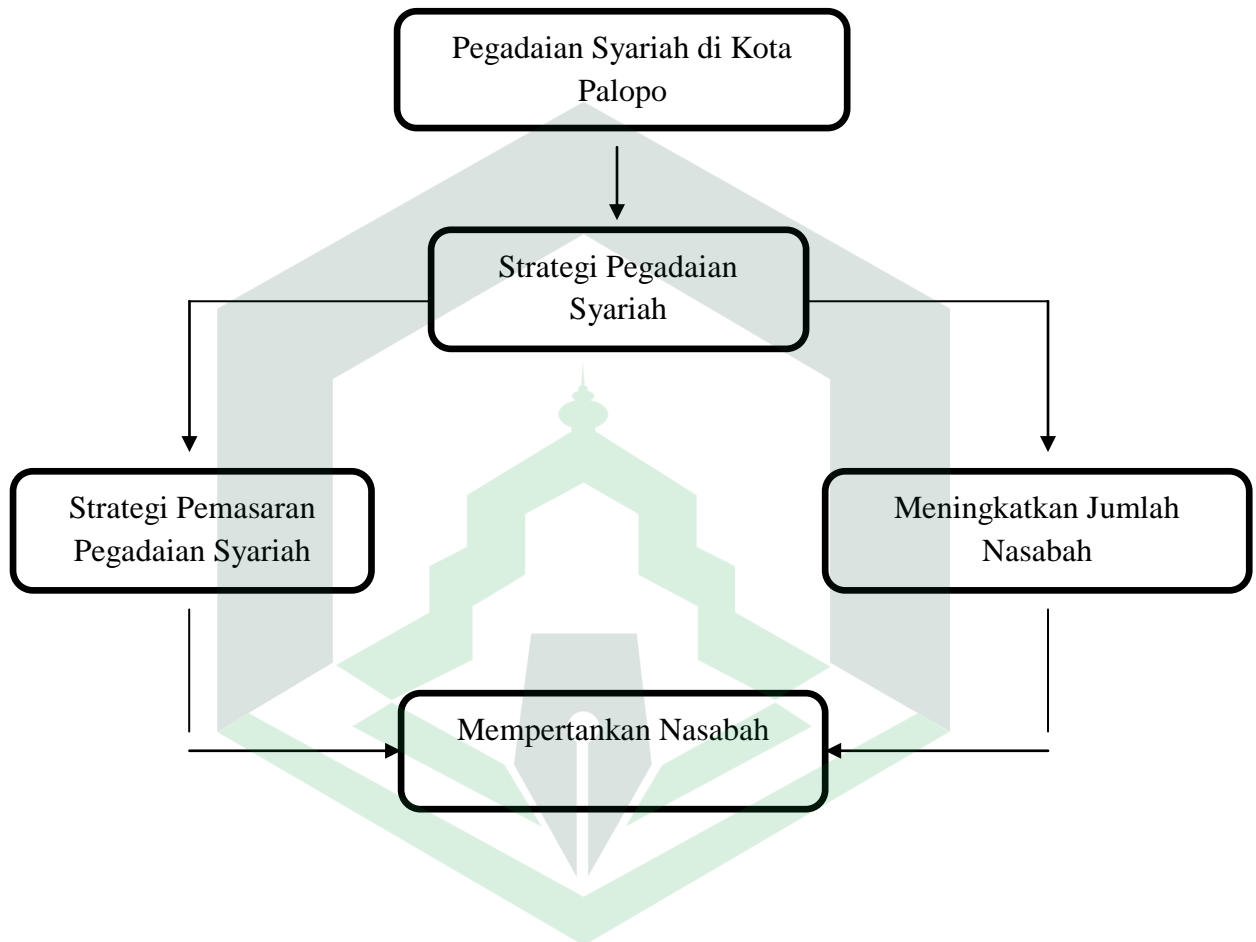 Pegadaian Syariah di Kota
Palopo
Strategi Pegadaian
Syariah
Strategi Pemasaran
Pegadaian Syariah
Meningkatkan Jumlah
Nasabah
Mempertankan Nasabah